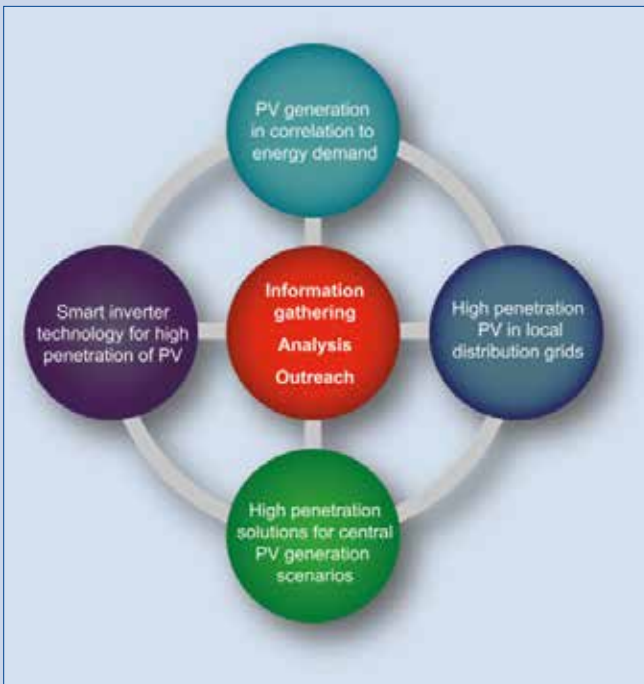 PV generation
in correlation to
energy demand
Smart inverter
technology for high
penetration of PV
Information
gathering
Analysis
Outreach
High penetration
PV in local
distribution grids
High penetration
solutions for central
PV generation
scenarios